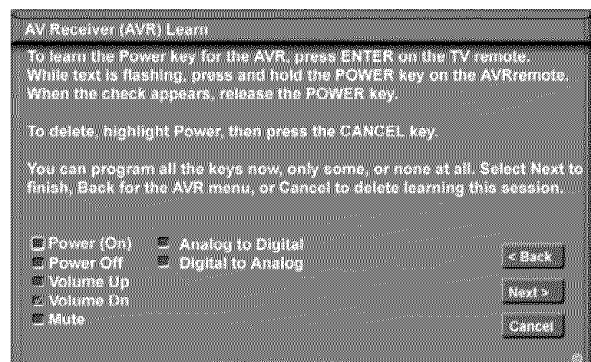 AV Receiver (AVR) Learn
To learn the Power key for the AVR, press ENTER on the TV remote.
While text is flashing, press and hold the POWER key on the AVRremote.
When the check appears, release the POWER key.
To delete, highlight Power, then press the CANCEL key.
You can program all the keys now, only some, or none at all. Select Next to
finish, Back for the AVR menu, or Cancel to delete learning this session.
Power (On)
Power Off
Volume Up
Volume Dn
Mute
Analog to Digital
Digital to Analog
< Back
Next >
Cancel